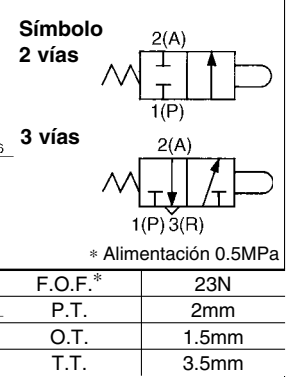 Símbolo
2 vías
2(A)
1(P)
6
3 vías
2(A)
1(P) 3(R)
* Alimentación 0.5MPa
F.O.F.* 23N
P.T. 2mm
O.T. 1.5mm
T.T. 3.5mm